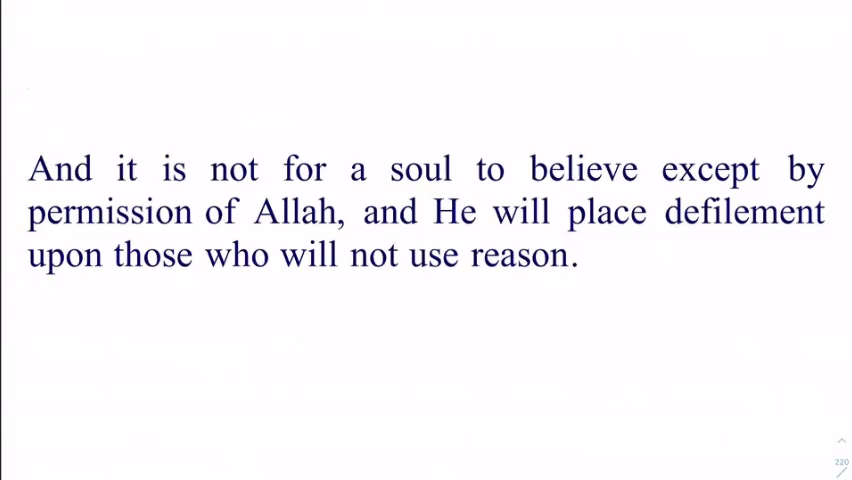 And it is not for a soul to believe except by
permission of Allah, and He will place defilement
upon those who will not use reason.
220